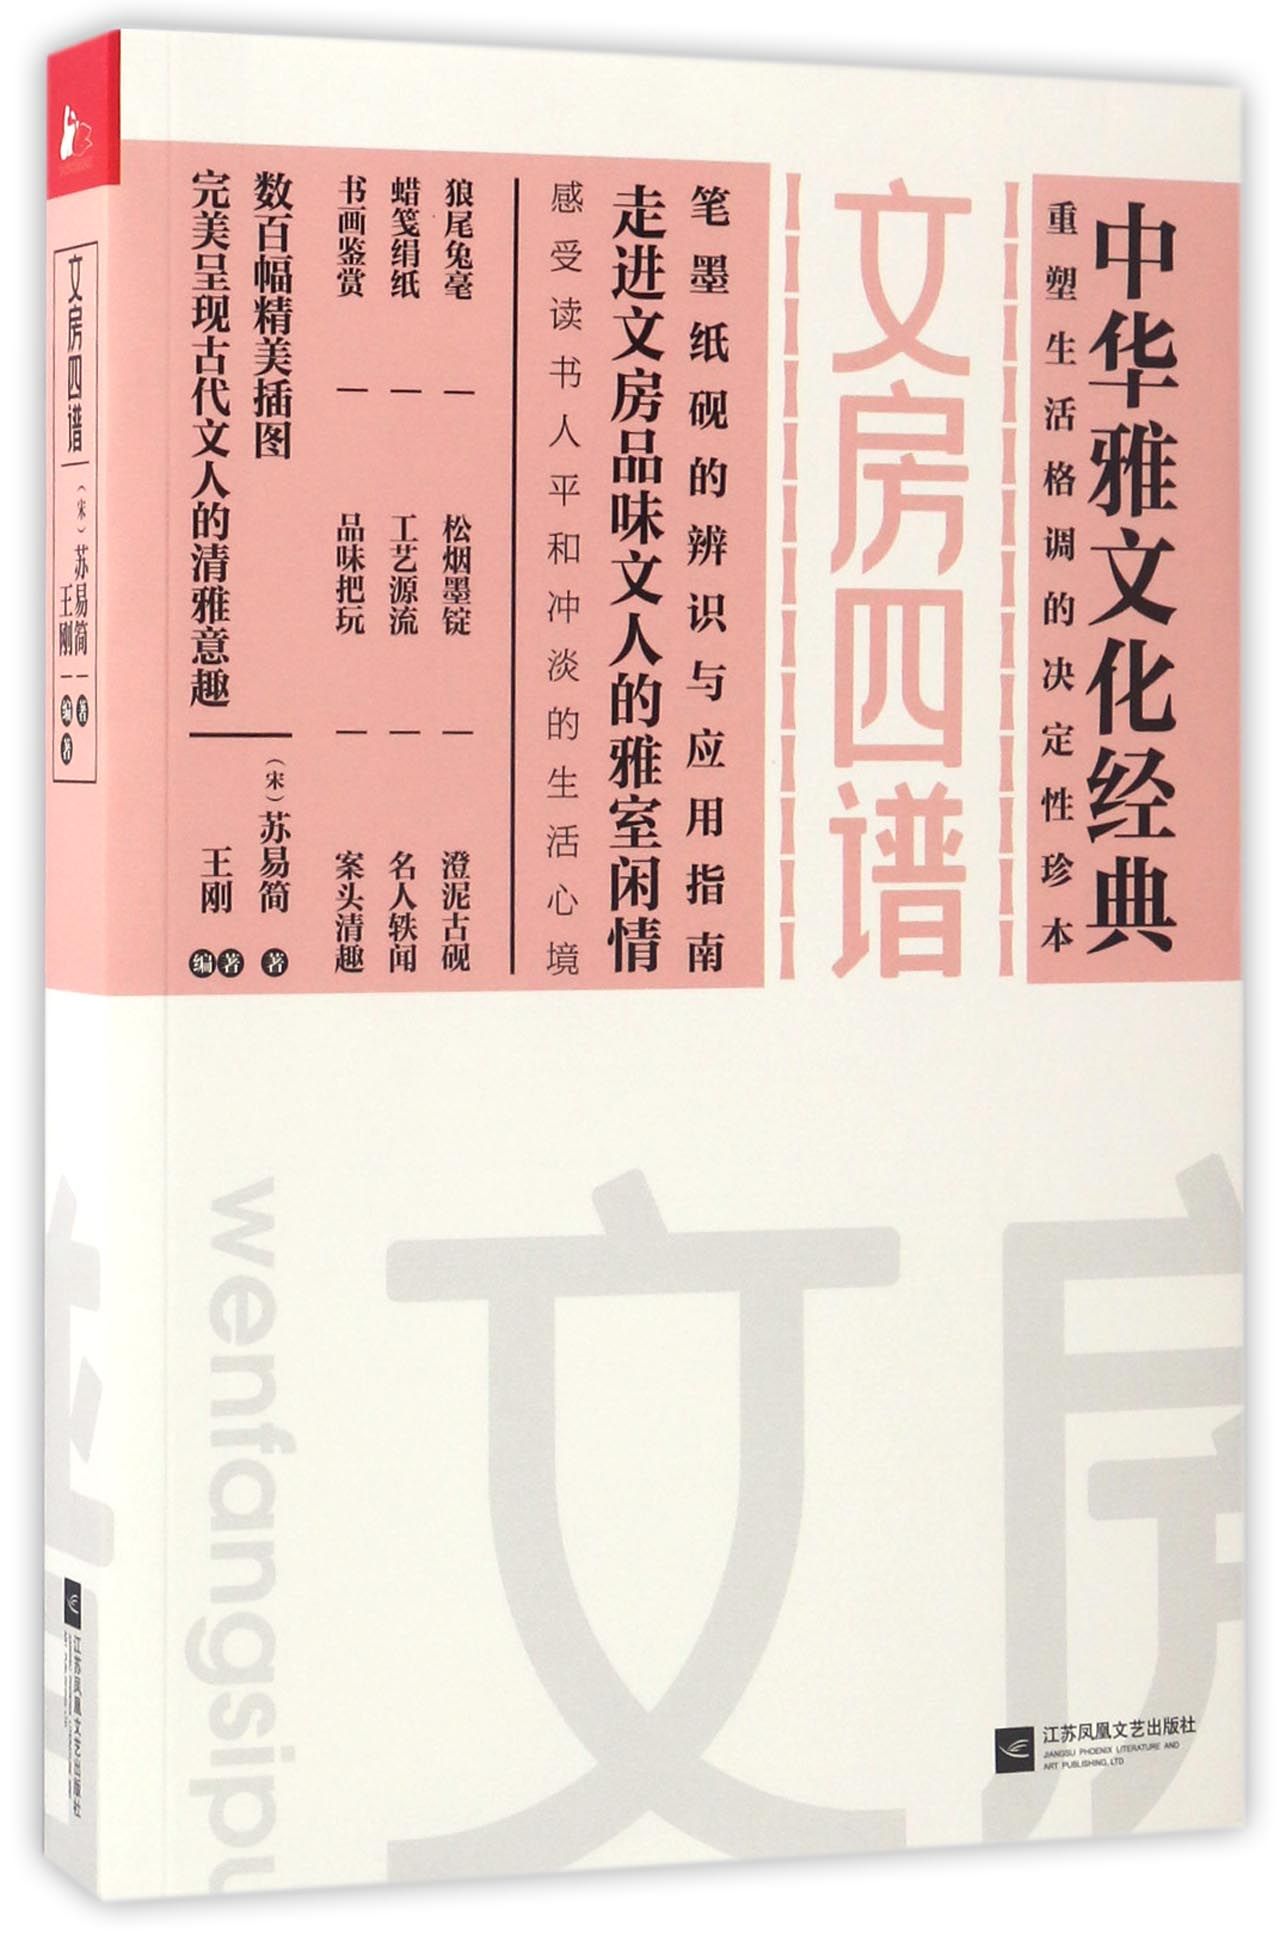 中华雅文化经典
重塑生活格调的决定性珍本
文房四谱
笔墨纸砚的辨识与应用指南
走进文房品味文人的雅室闲情
感受读书人平和冲淡的生活心境
狼尾兔毫—松烟墨锭—澄泥古砚
蜡笺绢纸—工艺源流—名人轶闻
书画鉴赏—品味把玩—案头清趣
数百幅精美插图
完美呈现古代文人的清雅意趣
（宋）苏易简 著
王刚 编著
文房
wenfangsipu
江苏凤凰文艺出版社
JIANGSU PHOENIX LITERATURE AND
ART PUBLISHING, LTD
文房四谱
（宋）苏易简 著
王刚 编著
江苏凤凰文艺出版社